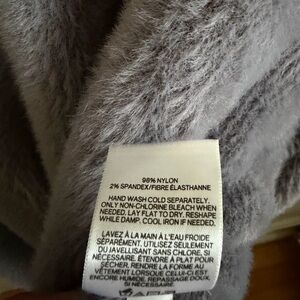 98% NYLON
2% SPANDEX/FIBRE ÉLASTHANNE
HAND WASH COLD SEPARATELY.
ONLY NON-CHLORINE BLEACH WHEN
NEEDED. LAY FLAT TO DRY. RESHAPE
WHILE DAMP. COOL IRON IF NEEDED.
LAVEZ À LA MAIN À L'EAU FROIDE
SÉPARÉMENT. UTILISEZ SEULEMENT
DU JAVELLISANT SANS CHLORE, SI
NÉCESSAIRE. ÉTENDRE À PLAT POUR
SÉCHER. RENDRE LA FORME AU
VÊTEMENT LORSQUE CELUI-CI EST
ENCORE HUMIDE. REPASSAGE DOUX,
SI NÉCESSAIRE.